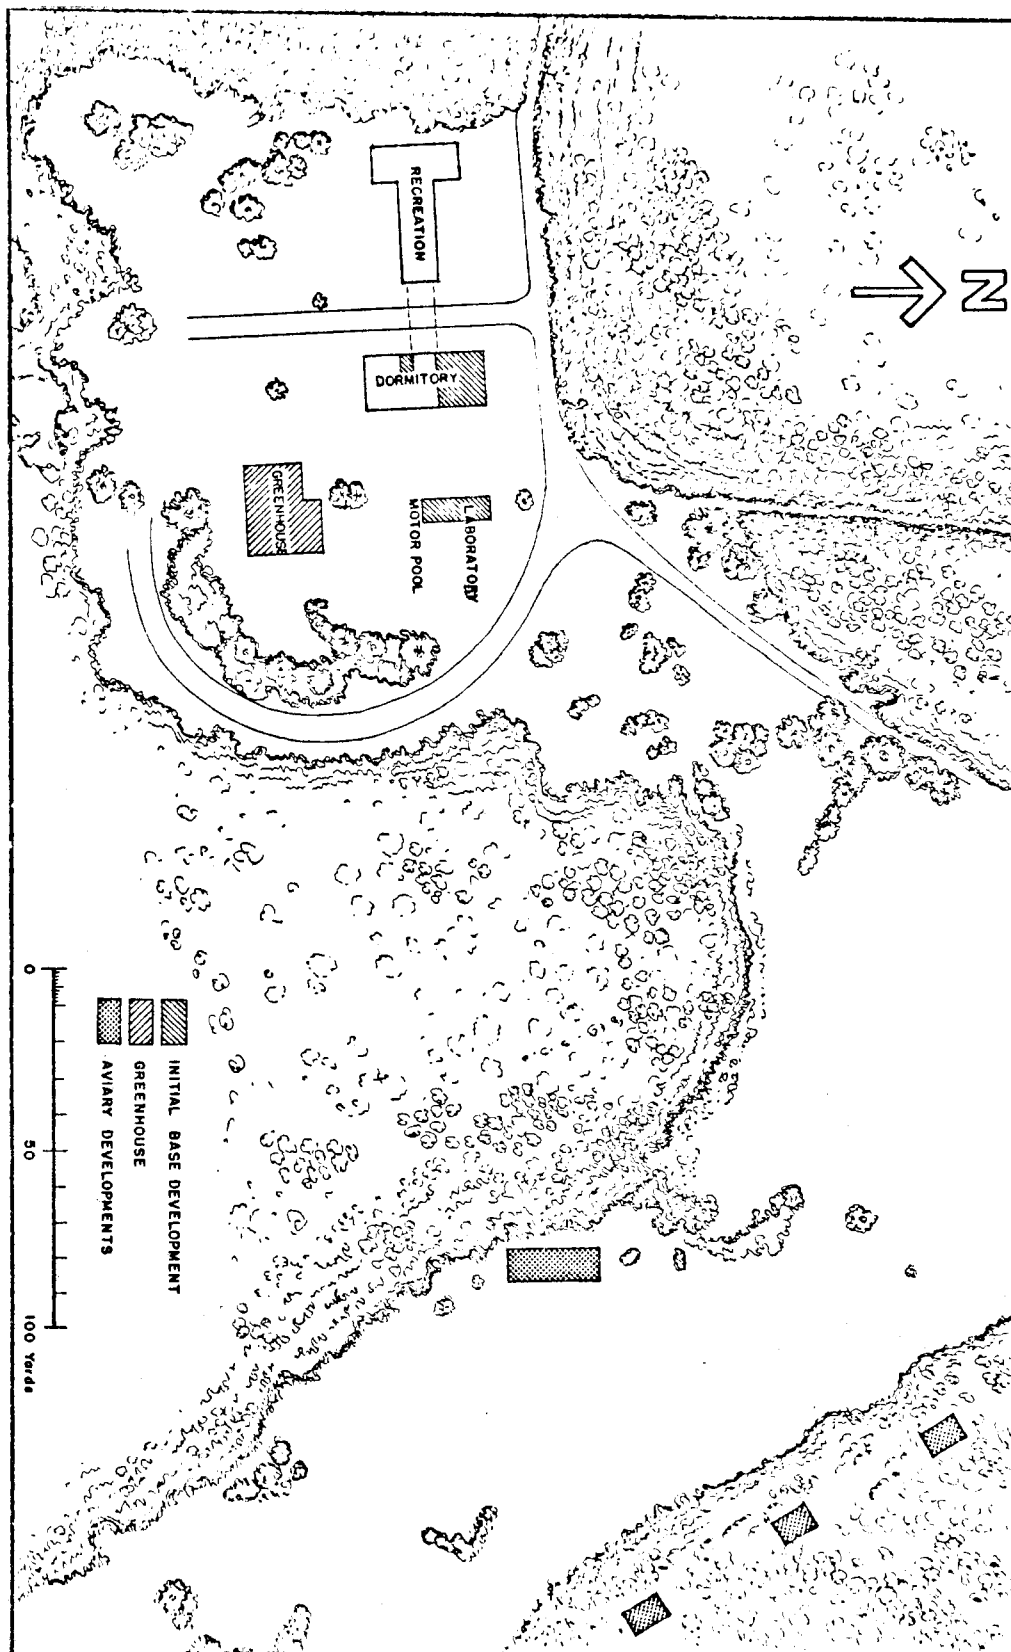 N
RECREATION
DORMITORY
GREENHOUSE
LABORATORY
MOTOR POOL
0 50 100 Yards
INITIAL BASE DEVELOPMENT
GREENHOUSE
AVIARY DEVELOPMENTS